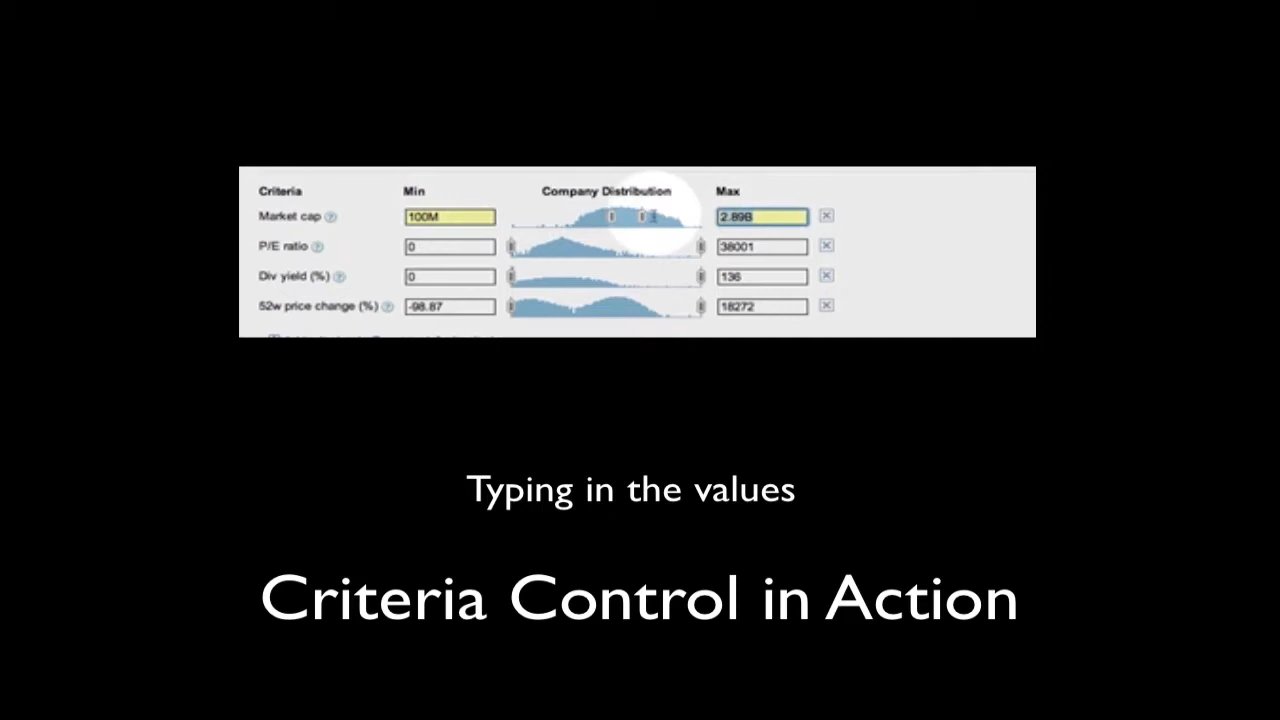 Criteria Min Company Distribution Max
Market cap ? 100M 2.89B
P/E ratio ? 0 38001
Div yield (%) ? 0 136
52w price change (%) ? -98.87 18272
Typing in the values
Criteria Control in Action